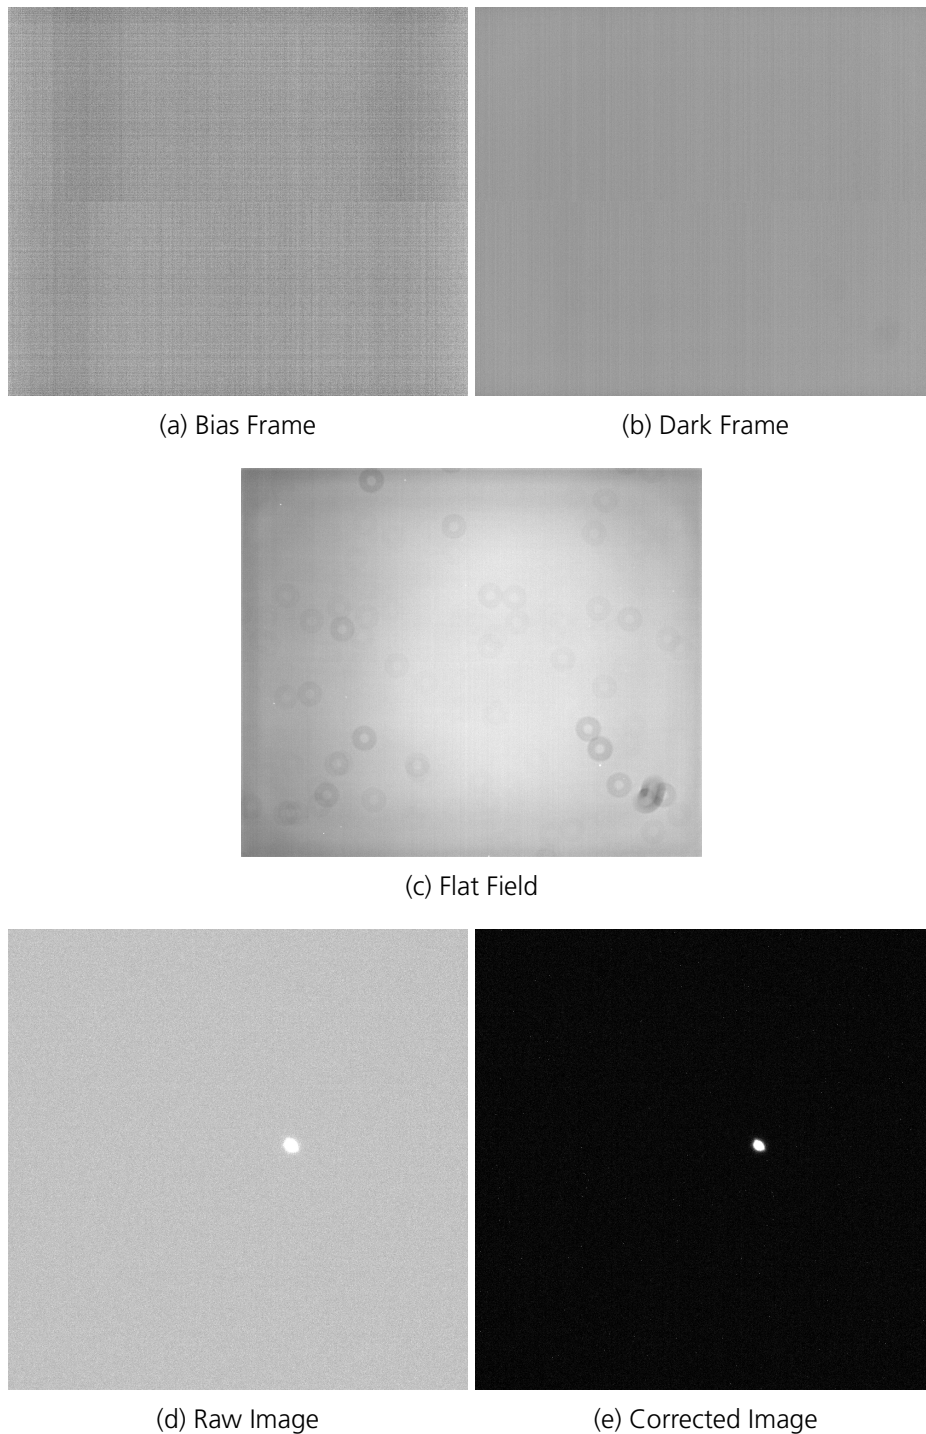 (a) Bias Frame
(b) Dark Frame
(c) Flat Field
(d) Raw Image
(e) Corrected Image